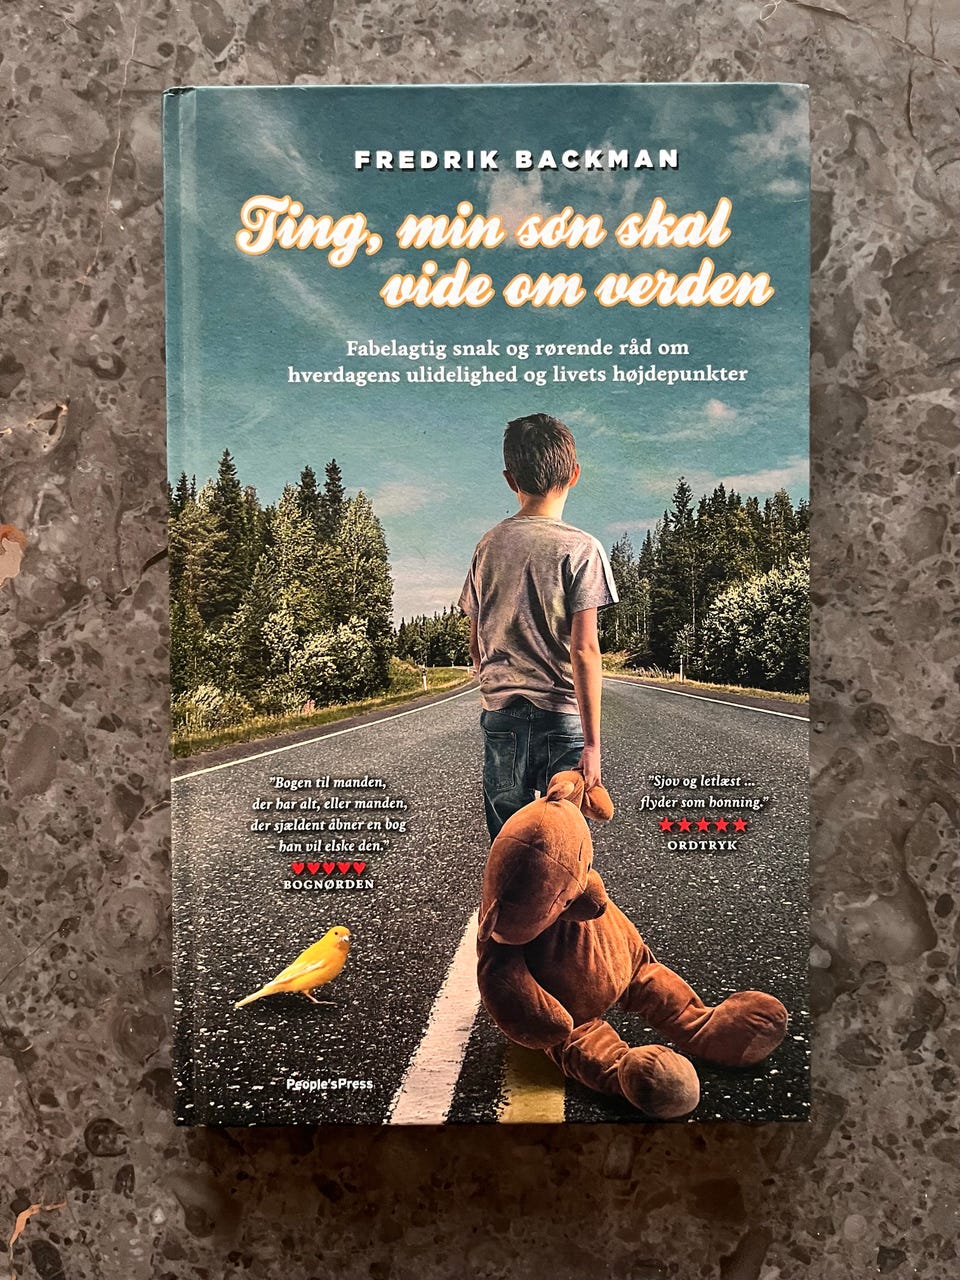 FREDRIK BACKMAN
Ting, min søn skal
vide om verden
Fabelagtig snak og rørende råd om
hverdagens ulidelighed og livets højdepunkter
"Bogen til manden,
der har alt, eller manden,
der sjældent åbner en bog
han vil elske den."
BOGNØRDEN
"Sjov og letlæst ...
flyder som honning."
ORDTRYK
People'sPress